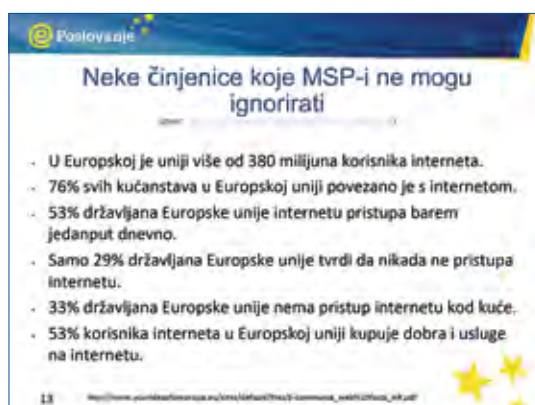 e Poslovanje
Neke činjenice koje MSP-i ne mogu
ignorirati
- U Europskoj je uniji više od 380 milijuna korisnika interneta.
- 76% svih kućanstava u Europskoj uniji povezano je s internetom.
- 53% državljana Europske unije internetu pristupa barem
jedanput dnevno.
- Samo 29% državljana Europske unije tvrdi da nikada ne pristupa
internetu.
- 33% državljana Europske unije nema pristup internetu kod kuće.
- 53% korisnika interneta u Europskoj uniji kupuje dobra i usluge
na internetu.
13